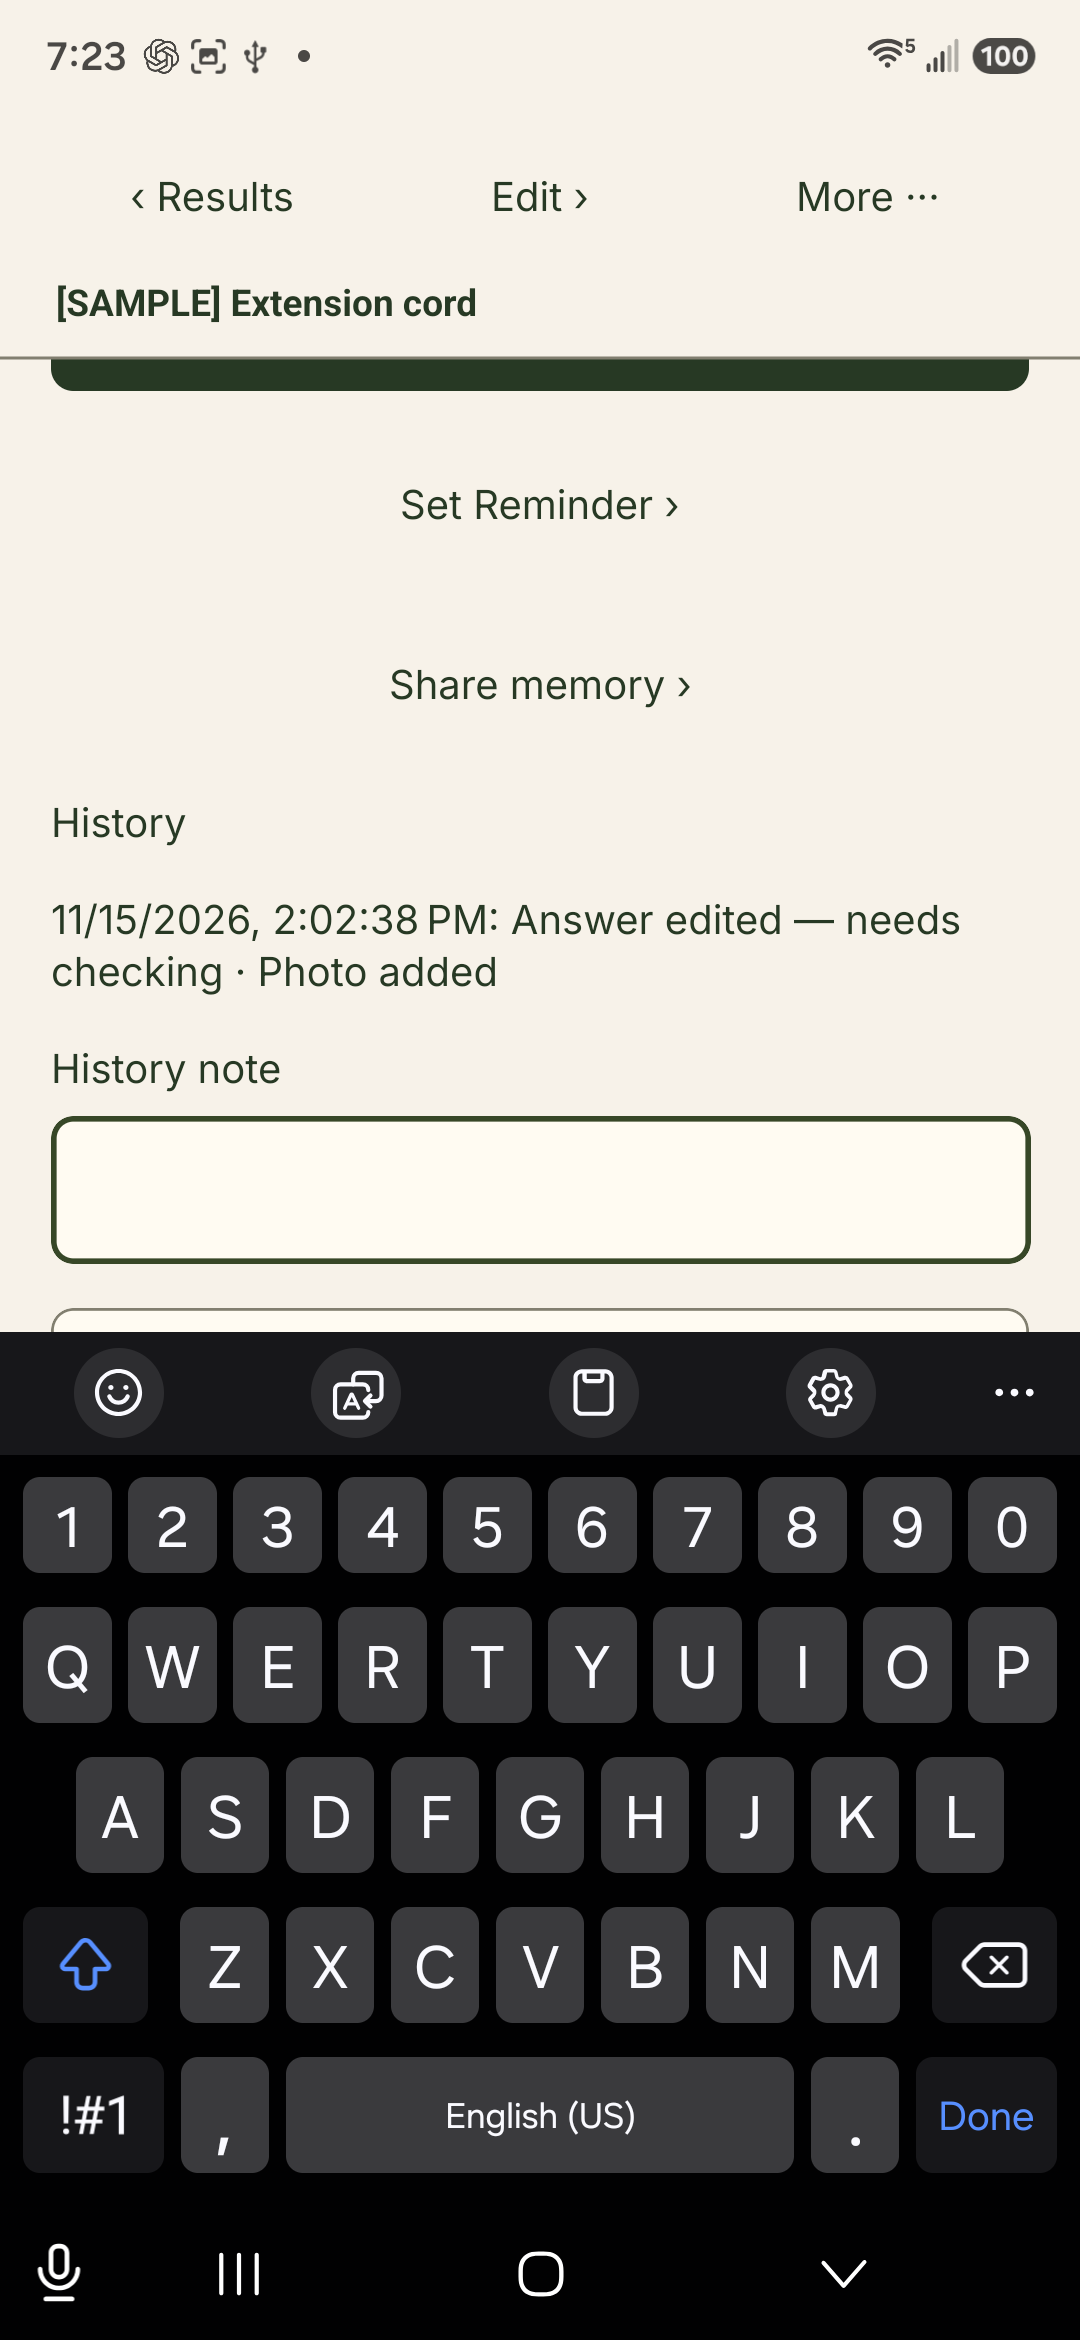 7:23
5
100
‹ Results
Edit ›
More ···
[SAMPLE] Extension cord
Set Reminder ›
Share memory ›
History
11/15/2026, 2:02:38 PM: Answer edited — needs
checking · Photo added
History note
1 2 3 4 5 6 7 8 9 0
Q W E R T Y U I O P
A S D F G H J K L
Z X C V B N M
!#1 , English (US) . Done